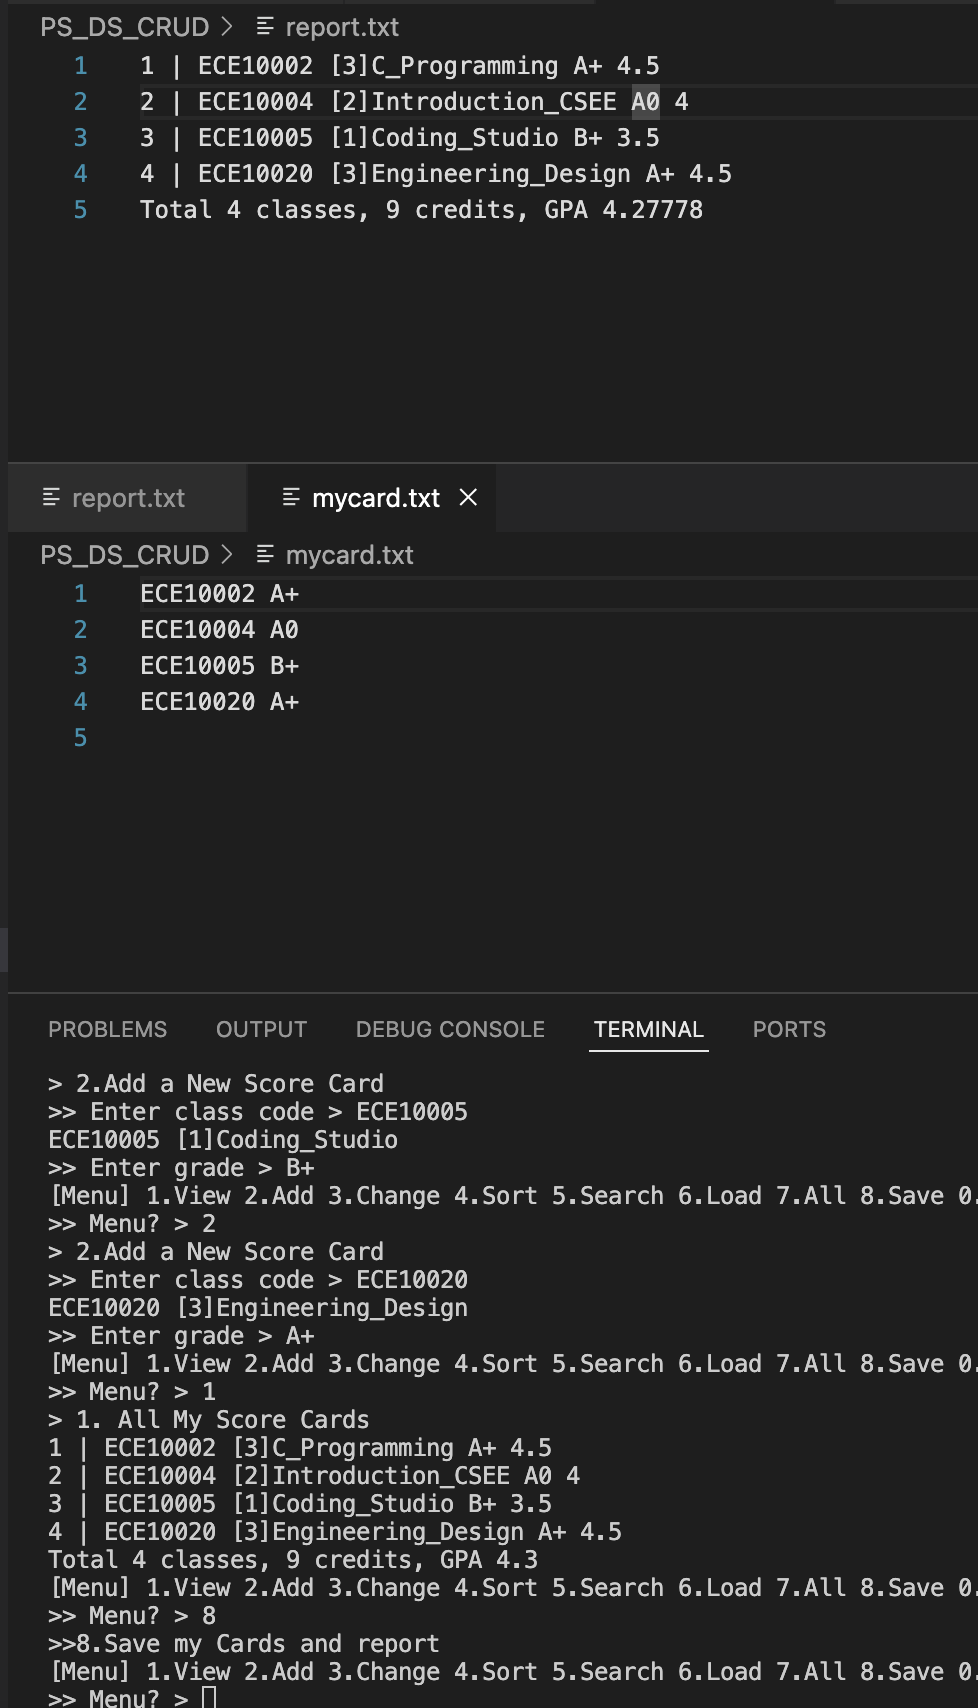 PS_DS_CRUD > report.txt
1 1 | ECE10002 [3]C_Programming A+ 4.5
2 2 | ECE10004 [2]Introduction_CSEE A0 4
3 3 | ECE10005 [1]Coding_Studio B+ 3.5
4 4 | ECE10020 [3]Engineering_Design A+ 4.5
5 Total 4 classes, 9 credits, GPA 4.27778
report.txt mycard.txt ×
PS_DS_CRUD > mycard.txt
1 ECE10002 A+
2 ECE10004 A0
3 ECE10005 B+
4 ECE10020 A+
5
PROBLEMS OUTPUT DEBUG CONSOLE TERMINAL PORTS
> 2.Add a New Score Card
>> Enter class code > ECE10005
ECE10005 [1]Coding_Studio
>> Enter grade > B+
[Menu] 1.View 2.Add 3.Change 4.Sort 5.Search 6.Load 7.All 8.Save 0.
>> Menu? > 2
> 2.Add a New Score Card
>> Enter class code > ECE10020
ECE10020 [3]Engineering_Design
>> Enter grade > A+
[Menu] 1.View 2.Add 3.Change 4.Sort 5.Search 6.Load 7.All 8.Save 0.
>> Menu? > 1
> 1. All My Score Cards
1 | ECE10002 [3]C_Programming A+ 4.5
2 | ECE10004 [2]Introduction_CSEE A0 4
3 | ECE10005 [1]Coding_Studio B+ 3.5
4 | ECE10020 [3]Engineering_Design A+ 4.5
Total 4 classes, 9 credits, GPA 4.3
[Menu] 1.View 2.Add 3.Change 4.Sort 5.Search 6.Load 7.All 8.Save 0.
>> Menu? > 8
>>8.Save my Cards and report
[Menu] 1.View 2.Add 3.Change 4.Sort 5.Search 6.Load 7.All 8.Save 0.
>> Menu? >